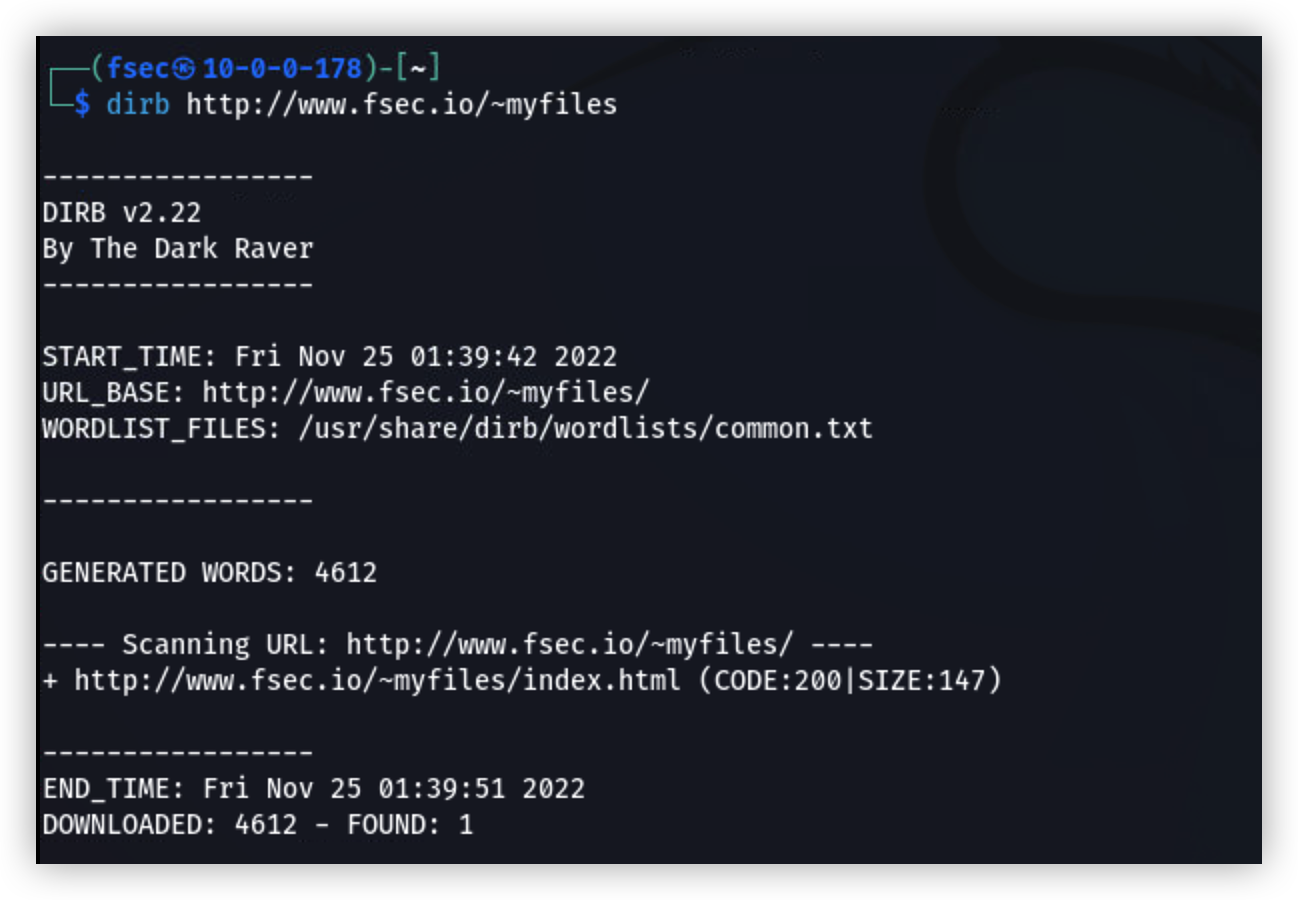 ┌──(fsec㉿10-0-0-178)-[~]
└─$ dirb http://www.fsec.io/~myfiles
-----------------
DIRB v2.22
By The Dark Raver
-----------------
START_TIME: Fri Nov 25 01:39:42 2022
URL_BASE: http://www.fsec.io/~myfiles/
WORDLIST_FILES: /usr/share/dirb/wordlists/common.txt
-----------------
GENERATED WORDS: 4612
---- Scanning URL: http://www.fsec.io/~myfiles/ ----
+ http://www.fsec.io/~myfiles/index.html (CODE:200|SIZE:147)
-----------------
END_TIME: Fri Nov 25 01:39:51 2022
DOWNLOADED: 4612 - FOUND: 1